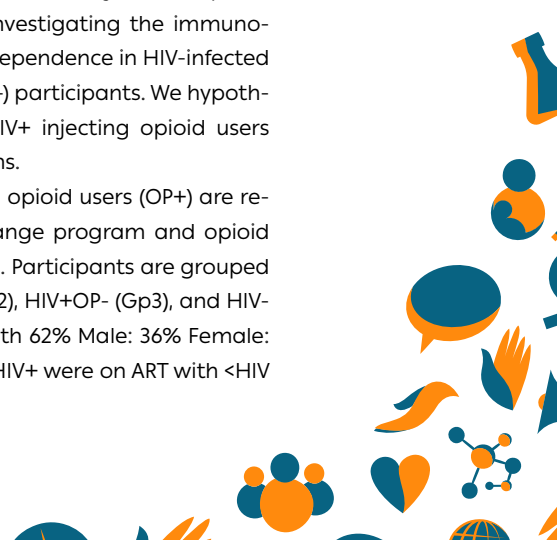 nvestigating the immuno-
ependence in HIV-infected
-) participants. We hypoth-
IV+ injecting opioid users
ns.
opioid users (OP+) are re-
ange program and opioid
. Participants are grouped
2), HIV+OP- (Gp3), and HIV-
th 62% Male: 36% Female:
HIV+ were on ART with <HIV